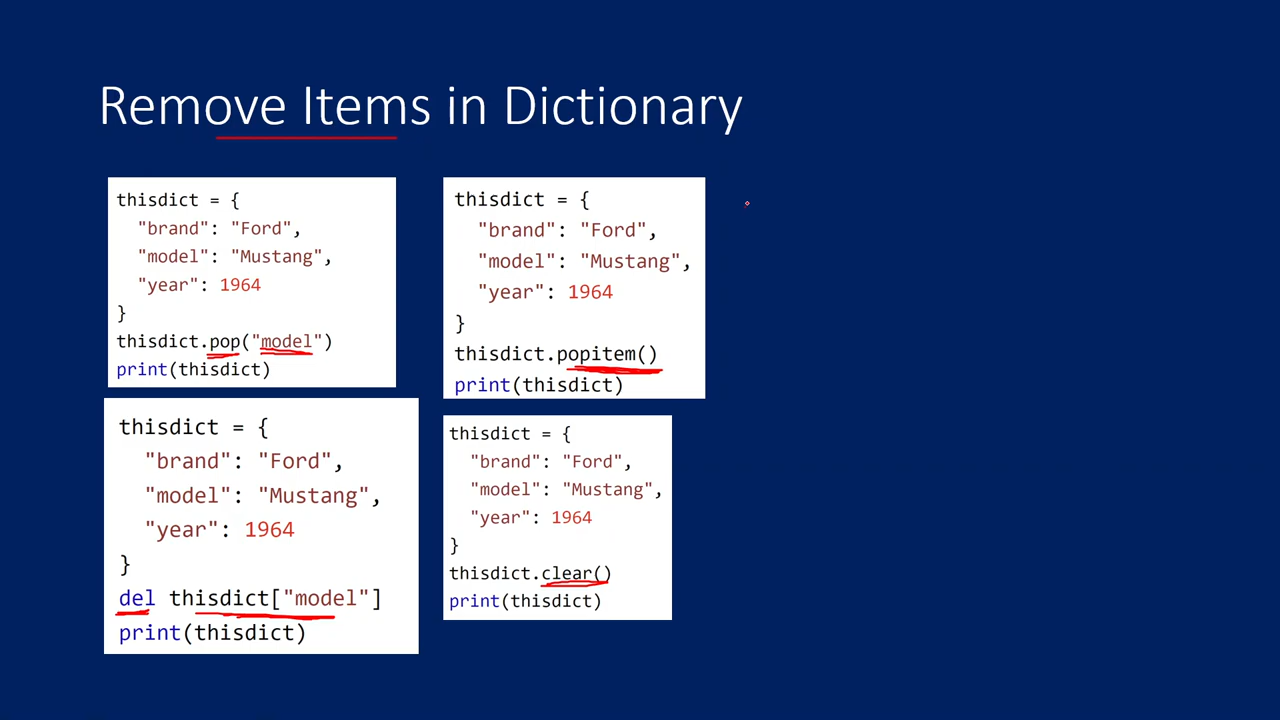 Remove Items in Dictionary
thisdict = {
"brand": "Ford",
"model": "Mustang",
"year": 1964
}
thisdict.pop("model")
print(thisdict)
thisdict = {
"brand": "Ford",
"model": "Mustang",
"year": 1964
}
thisdict.popitem()
print(thisdict)
thisdict = {
"brand": "Ford",
"model": "Mustang",
"year": 1964
}
del thisdict["model"]
print(thisdict)
thisdict = {
"brand": "Ford",
"model": "Mustang",
"year": 1964
}
thisdict.clear()
print(thisdict)